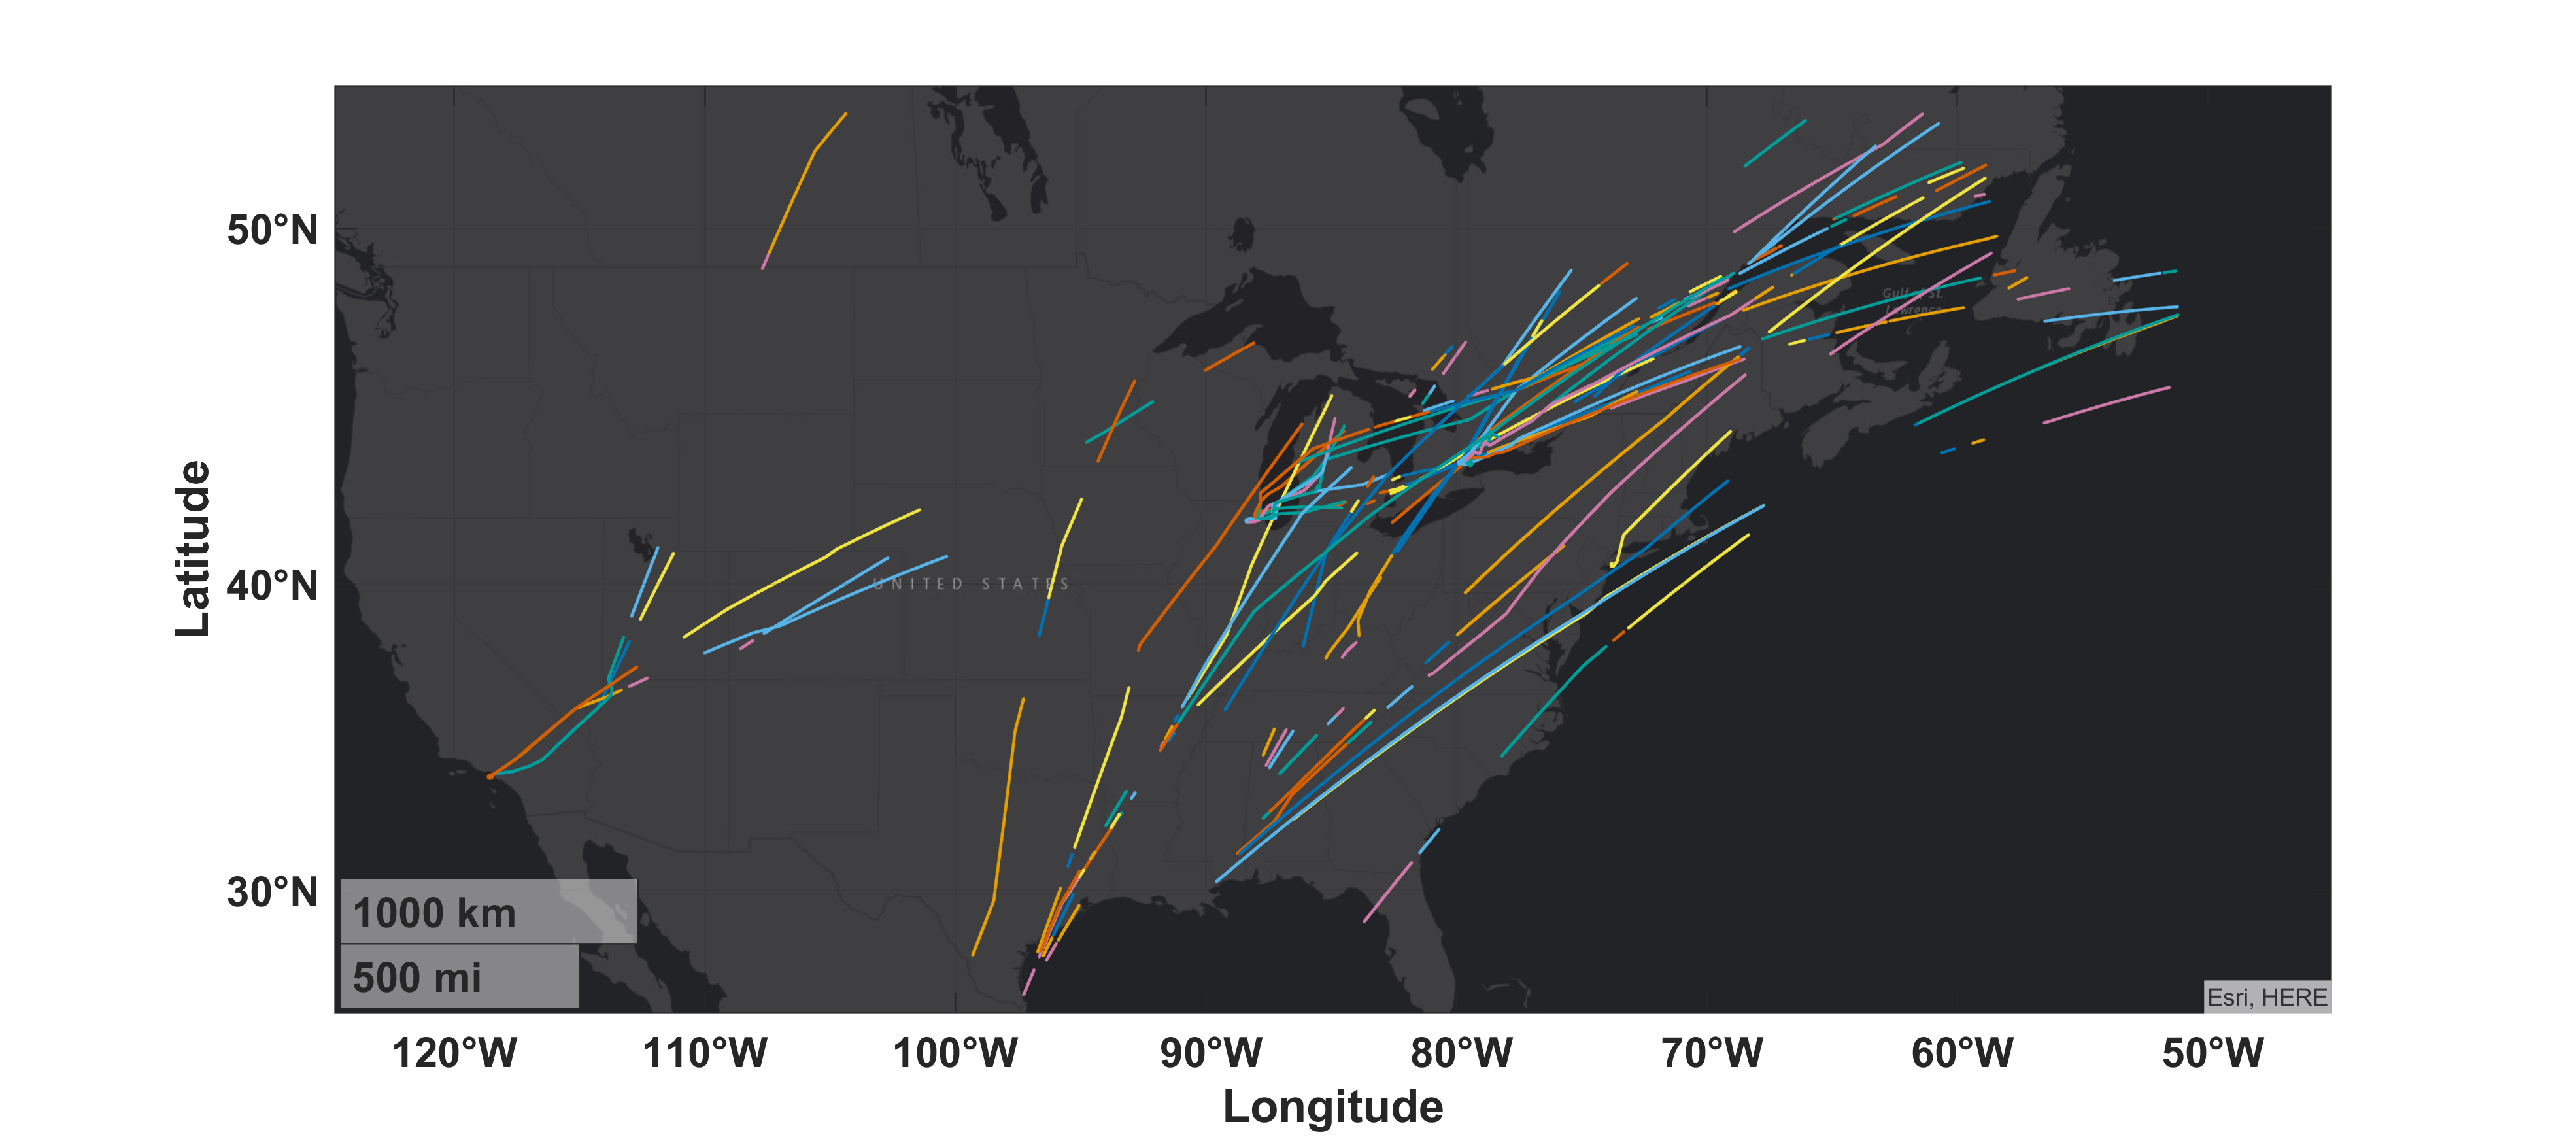 50°N
40°N
30°N
Latitude
UNITED STATES
Gulf of St.
Lawrence
1000 km
500 mi
Esri, HERE
120°W
110°W
100°W
90°W
80°W
70°W
60°W
50°W
Longitude